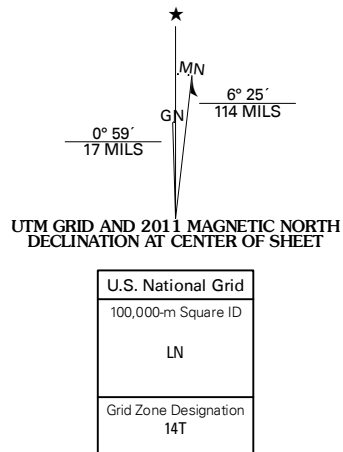 MN
GN
6° 25´
114 MILS
0° 59´
17 MILS
UTM GRID AND 2011 MAGNETIC NORTH
DECLINATION AT CENTER OF SHEET
U.S. National Grid
100,000-m Square ID
LN
Grid Zone Designation
14T